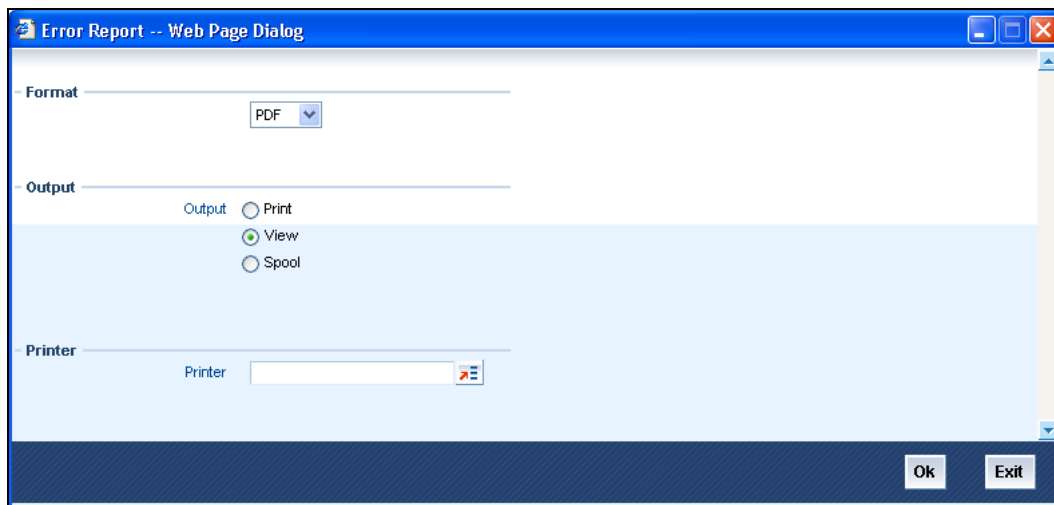 Error Report -- Web Page Dialog
Format
PDF
Output
Output
Print
View
Spool
Printer
Printer
Ok
Exit